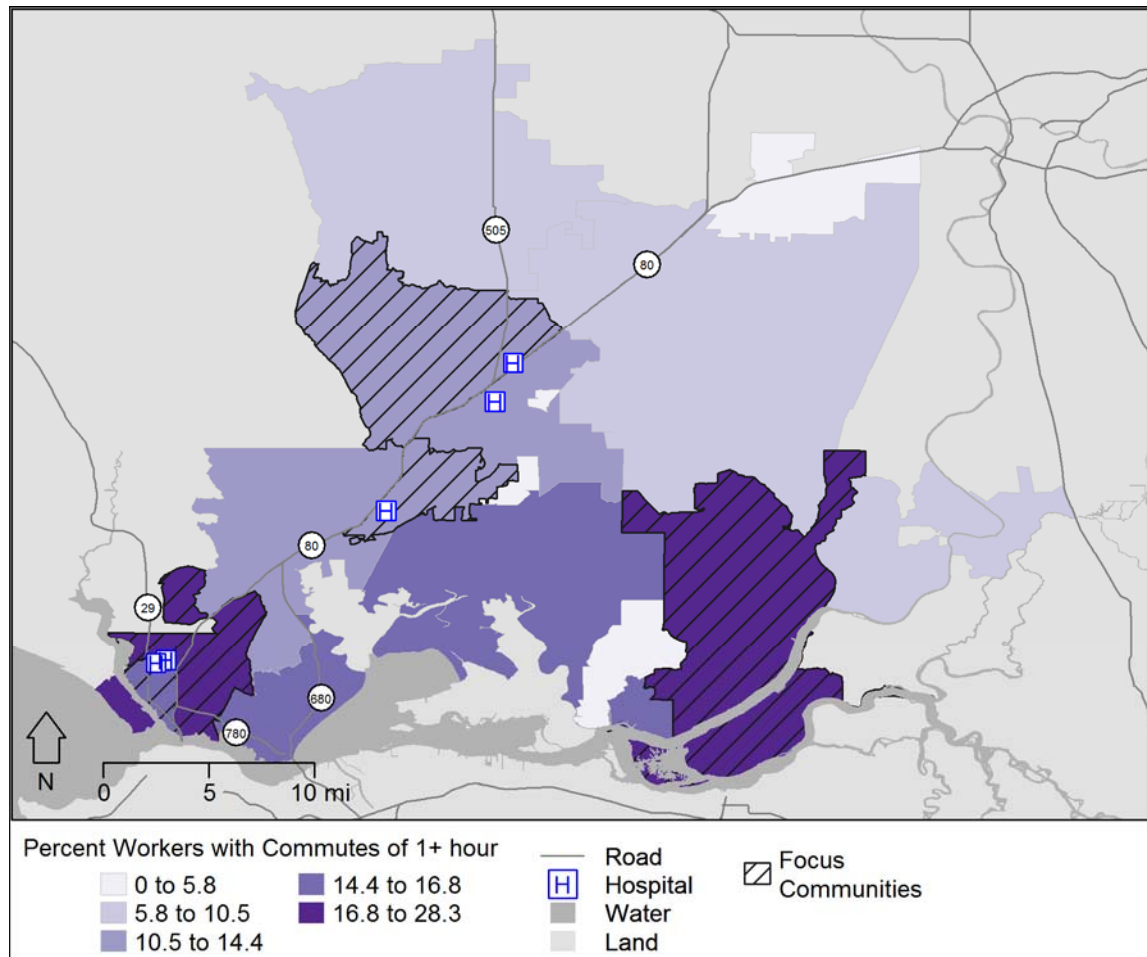 505
80
80
29
680
780
N
0 5 10 mi
Percent Workers with Commutes of 1+ hour
0 to 5.8
5.8 to 10.5
10.5 to 14.4
14.4 to 16.8
16.8 to 28.3
Road
H Hospital
Water
Land
Focus
Communities
H
H
H
H
H